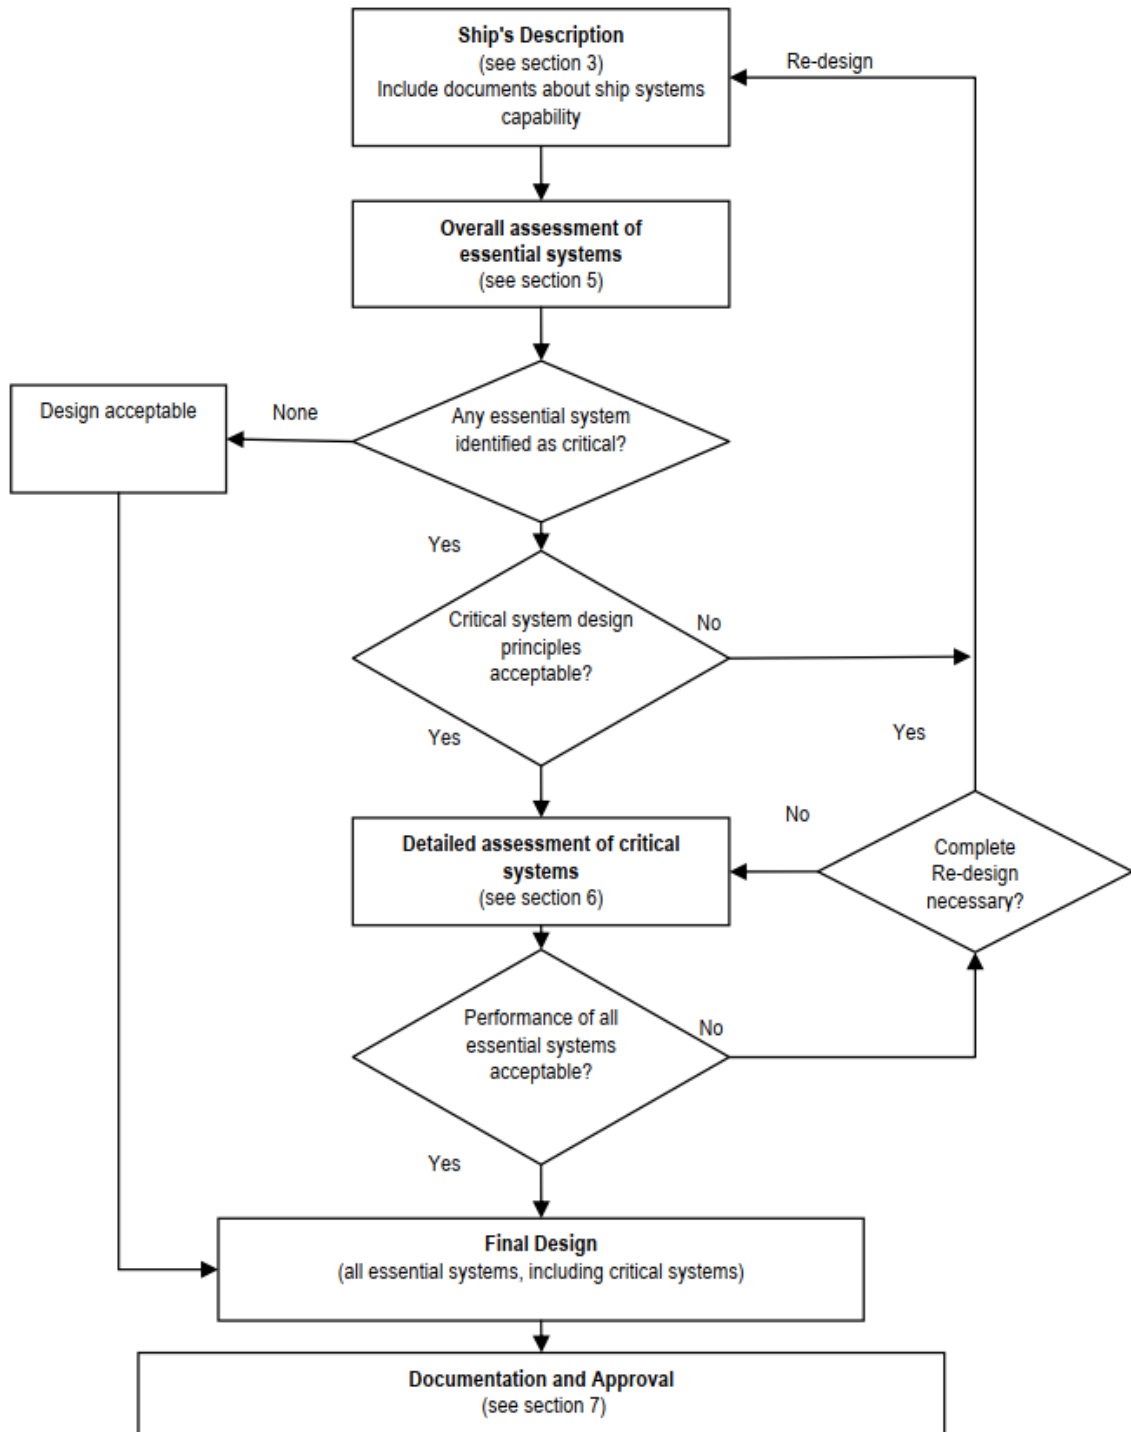 Ship's Description
(see section 3)
Include documents about ship systems
capability
Re-design
Overall assessment of
essential systems
(see section 5)
Design acceptable
None
Any essential system
identified as critical?
Yes
Critical system design
principles
acceptable?
No
Yes
Yes
No
Detailed assessment of critical
systems
(see section 6)
Complete
Re-design
necessary?
Performance of all
essential systems
acceptable?
No
Yes
Final Design
(all essential systems, including critical systems)
Documentation and Approval
(see section 7)